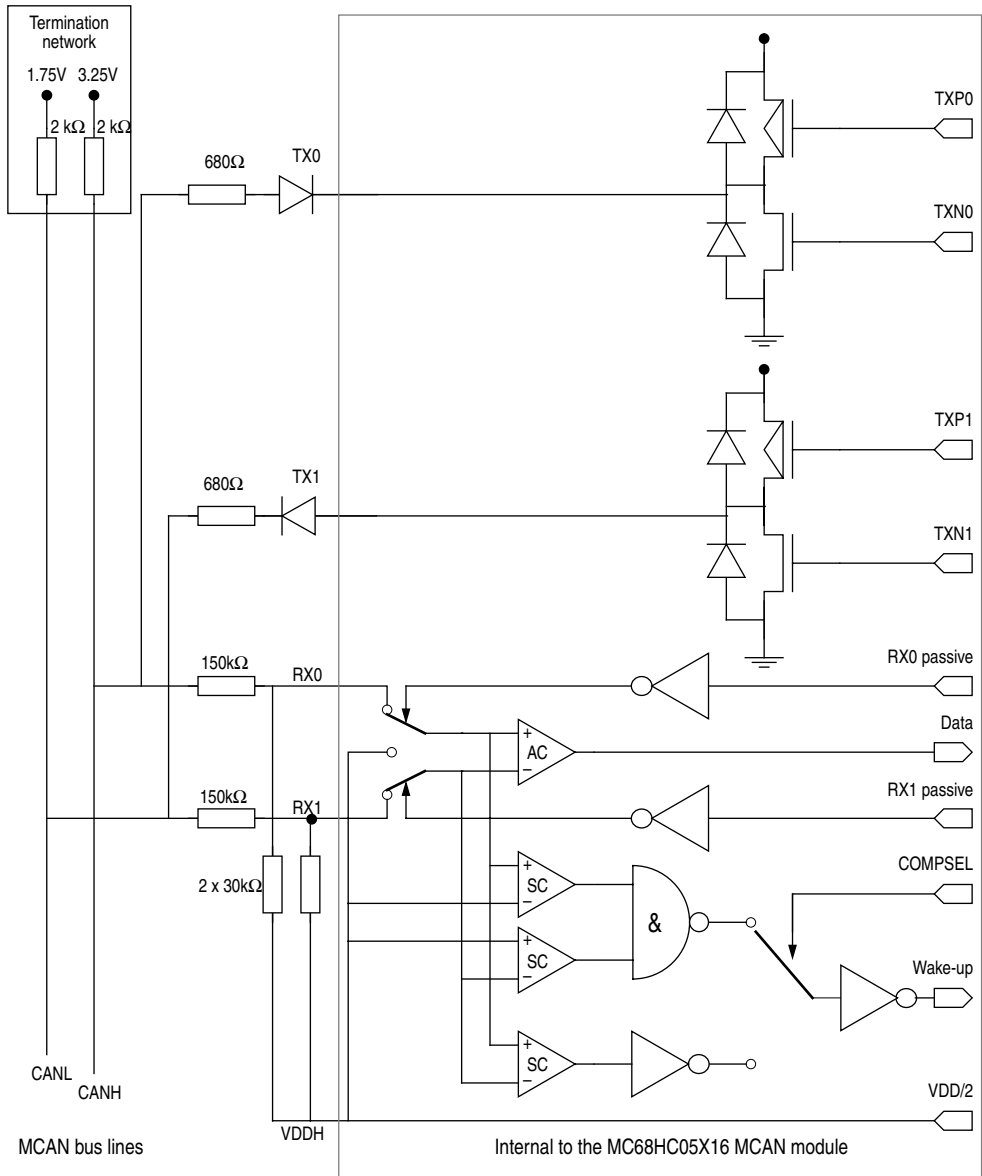 Termination
network
1.75V 3.25V
2 kΩ 2 kΩ
TXP0
680Ω
TX0
TXN0
TXP1
680Ω
TX1
TXN1
150kΩ
RX0
RX0 passive
+
AC
−
Data
150kΩ
RX1
RX1 passive
2 x 30kΩ
+
SC
−
COMPSEL
&
+
SC
−
Wake-up
+
SC
−
CANL
CANH
VDD/2
VDDH
MCAN bus lines
Internal to the MC68HC05X16 MCAN module